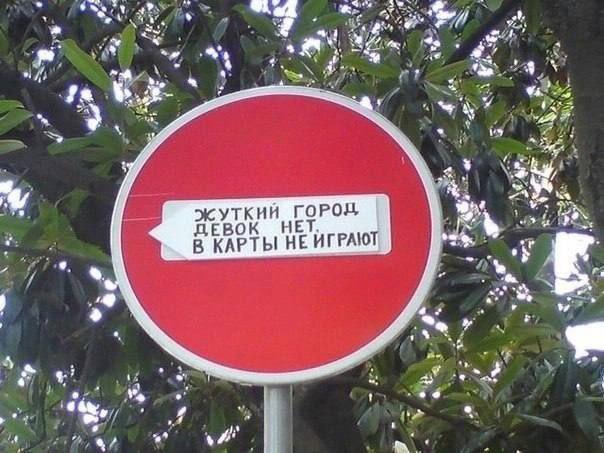 ЖУТКИЙ ГОРОД
ДЕВОК НЕТ,
В КАРТЫ НЕ ИГРАЮТ